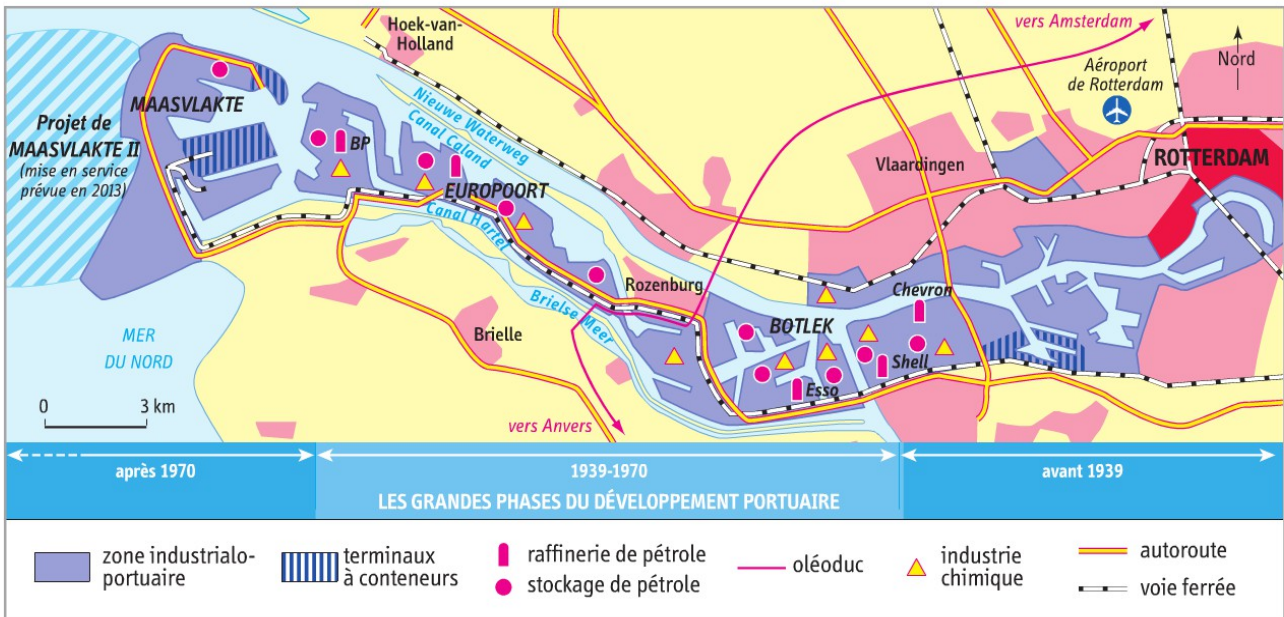 Hoek-van-
Holland
vers Amsterdam
Nord
Aéroport
de Rotterdam
MAASVLAKTE
Projet de
MAASVLAKTE II
(mise en service
prévue en 2013)
Nieuwe Waterweg
Canal Caland
BP
EUROPOORT
Canal Hartel
Vlaardingen
ROTTERDAM
Rozenburg
Brielse Meer
Brielle
Chevron
BOTLEK
Shell
Esso
MER
DU NORD
0 3 km
vers Anvers
après 1970
1939-1970
avant 1939
LES GRANDES PHASES DU DÉVELOPPEMENT PORTUAIRE
zone industrialo-
portuaire
terminaux
à conteneurs
raffinerie de pétrole
stockage de pétrole
oléoduc
industrie
chimique
autoroute
voie ferrée